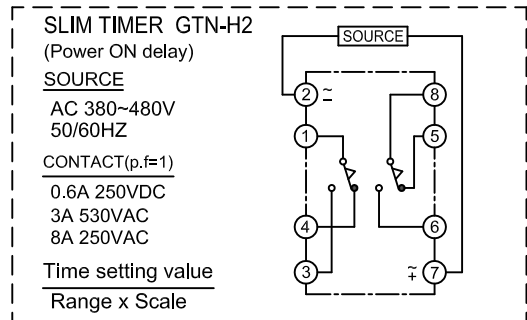 SLIM TIMER GTN-H2
(Power ON delay)
SOURCE
AC 380~480V
50/60HZ
CONTACT(p.f=1)
0.6A 250VDC
3A 530VAC
8A 250VAC
Time setting value
Range x Scale
SOURCE
2 ~ −
8
1
5
4
6
3
~ + 7